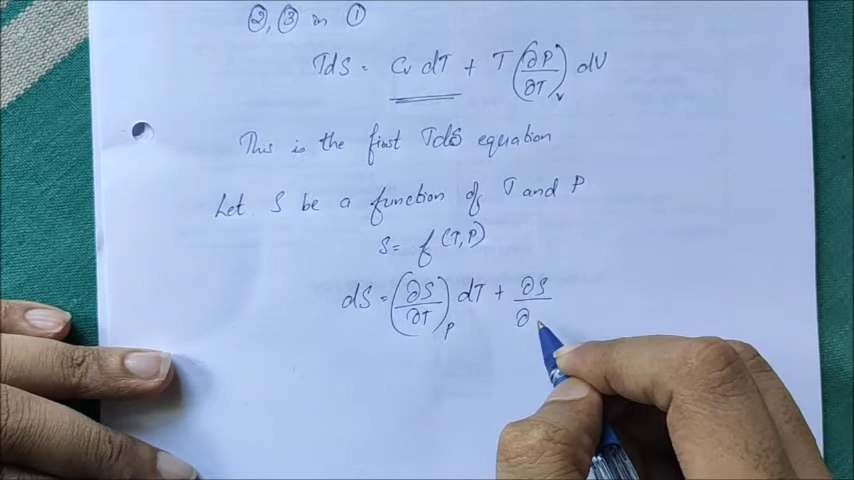 ②, ③ in ①
TdS = Cv dT + T (∂P/∂T)v dV
This is the first TdS equation
Let S be a function of T and P
S = f (T,P)
dS = (∂S/∂T)P dT + ∂S/∂